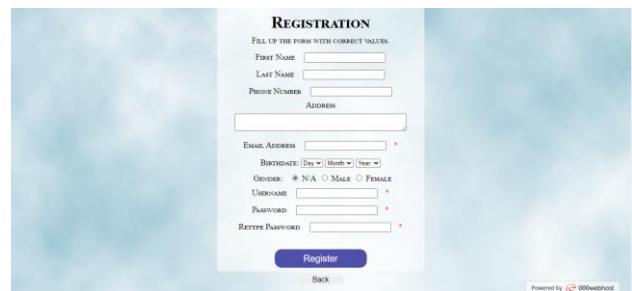 Registration
Fill up the form with correct values.
First Name
Last Name
Phone Number
Address
Email Address *
Birthdate: Day Month Year
Gender: N/A Male Female
Username *
Password *
Retype Password *
Register
Back
Powered by 000webhost